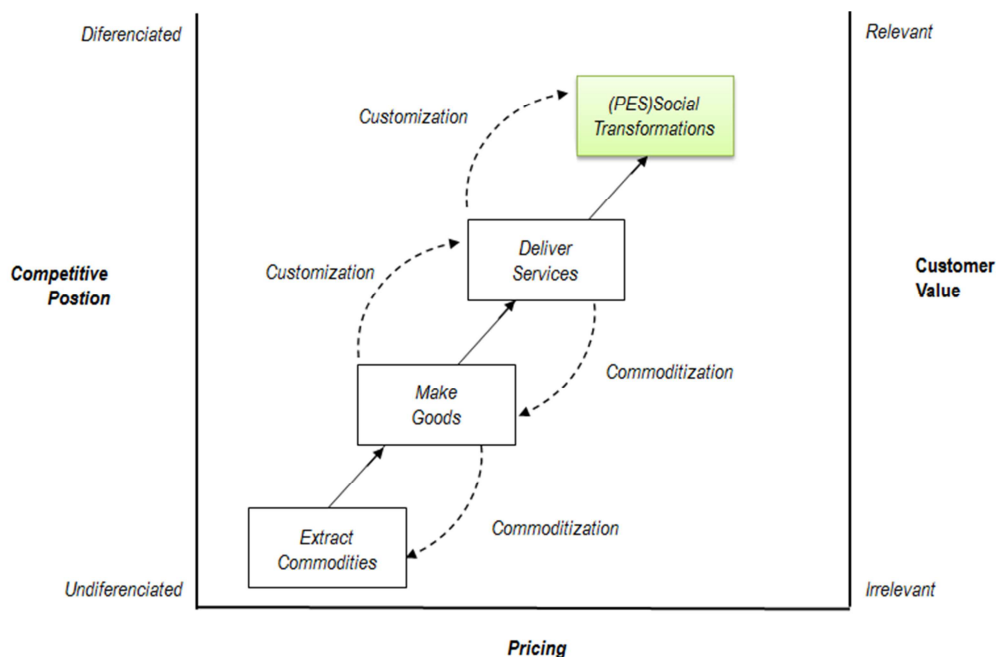 Diferenciated
Relevant
(PES)Social
Transformations
Customization
Deliver
Services
Customization
Competitive
Postion
Customer
Value
Commoditization
Make
Goods
Commoditization
Extract
Commodities
Undiferenciated
Irrelevant
Pricing